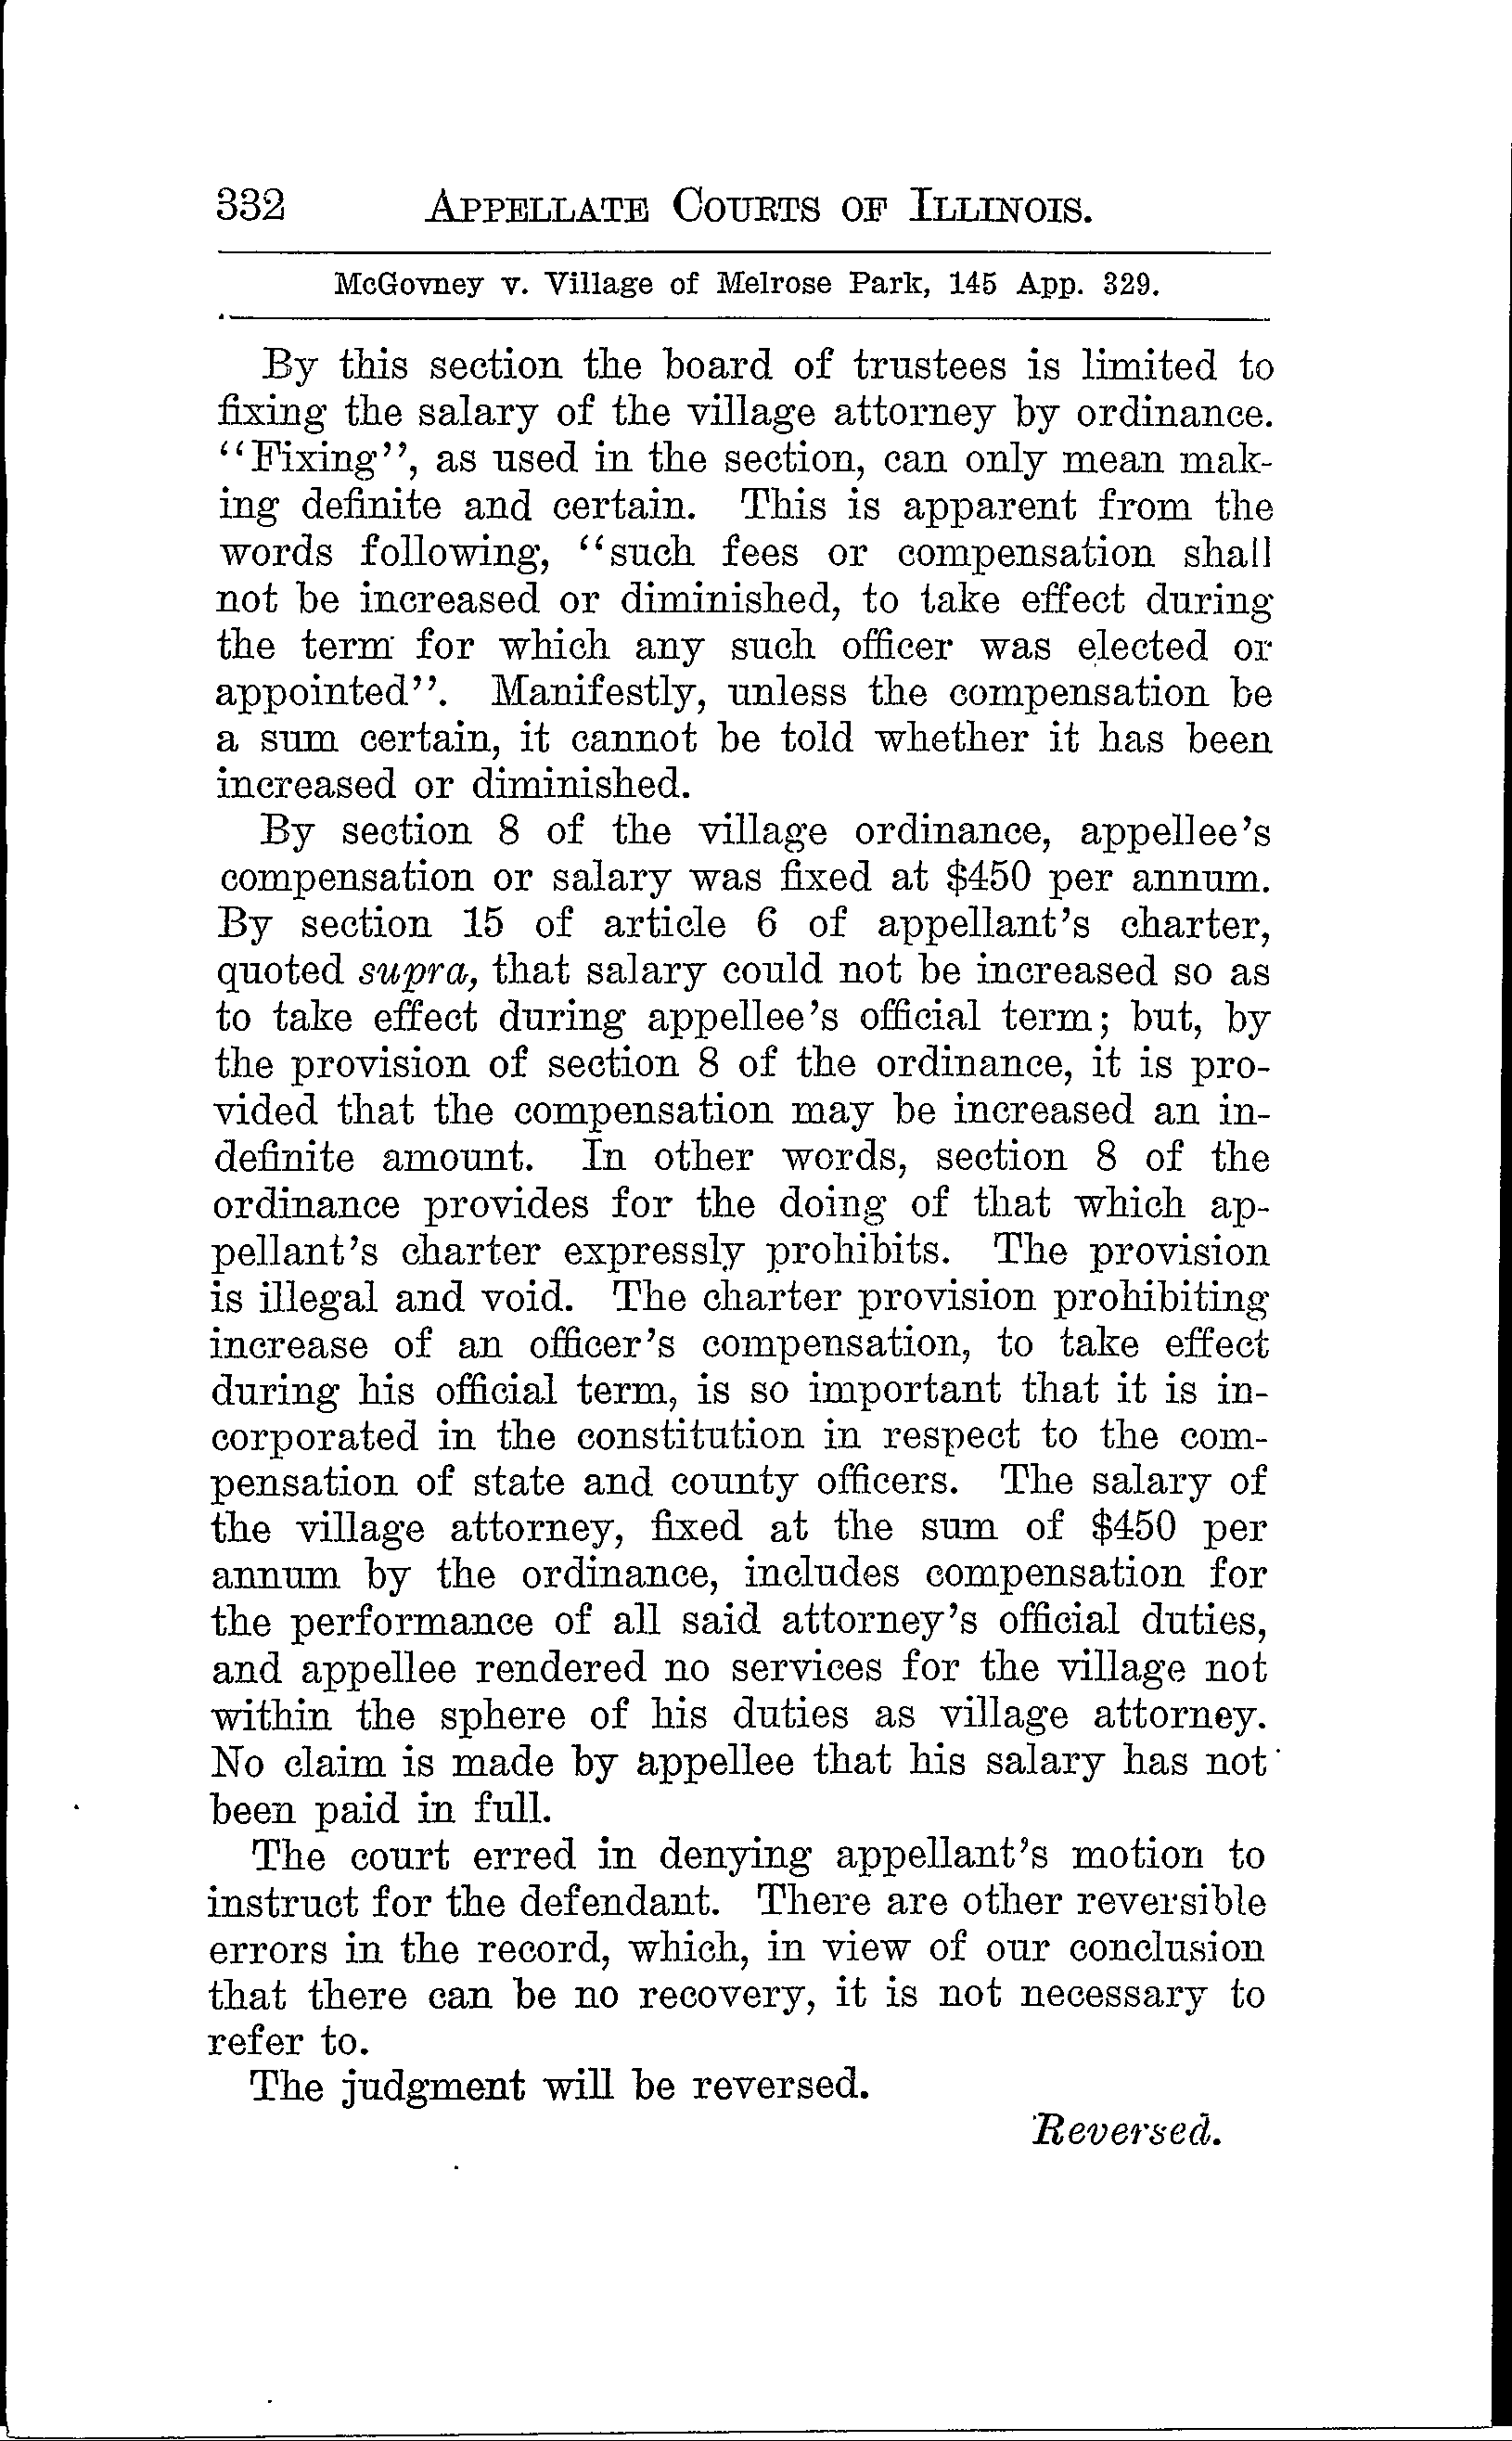 332 APPELLATE COURTS OF ILLINOIS.
McGovney v. Village of Melrose Park, 145 App. 329.
By this section the board of trustees is limited to
fixing the salary of the village attorney by ordinance.
“Fixing”, as used in the section, can only mean mak-
ing definite and certain. This is apparent from the
words following, “such fees or compensation shall
not be increased or diminished, to take effect during
the term for which any such officer was elected or
appointed”. Manifestly, unless the compensation be
a sum certain, it cannot be told whether it has been
increased or diminished.
By section 8 of the village ordinance, appellee’s
compensation or salary was fixed at $450 per annum.
By section 15 of article 6 of appellant’s charter,
quoted supra, that salary could not be increased so as
to take effect during appellee’s official term; but, by
the provision of section 8 of the ordinance, it is pro-
vided that the compensation may be increased an in-
definite amount. In other words, section 8 of the
ordinance provides for the doing of that which ap-
pellant’s charter expressly prohibits. The provision
is illegal and void. The charter provision prohibiting
increase of an officer’s compensation, to take effect
during his official term, is so important that it is in-
corporated in the constitution in respect to the com-
pensation of state and county officers. The salary of
the village attorney, fixed at the sum of $450 per
annum by the ordinance, includes compensation for
the performance of all said attorney’s official duties,
and appellee rendered no services for the village not
within the sphere of his duties as village attorney.
No claim is made by appellee that his salary has not
been paid in full.
The court erred in denying appellant’s motion to
instruct for the defendant. There are other reversible
errors in the record, which, in view of our conclusion
that there can be no recovery, it is not necessary to
refer to.
The judgment will be reversed.
Reversed.